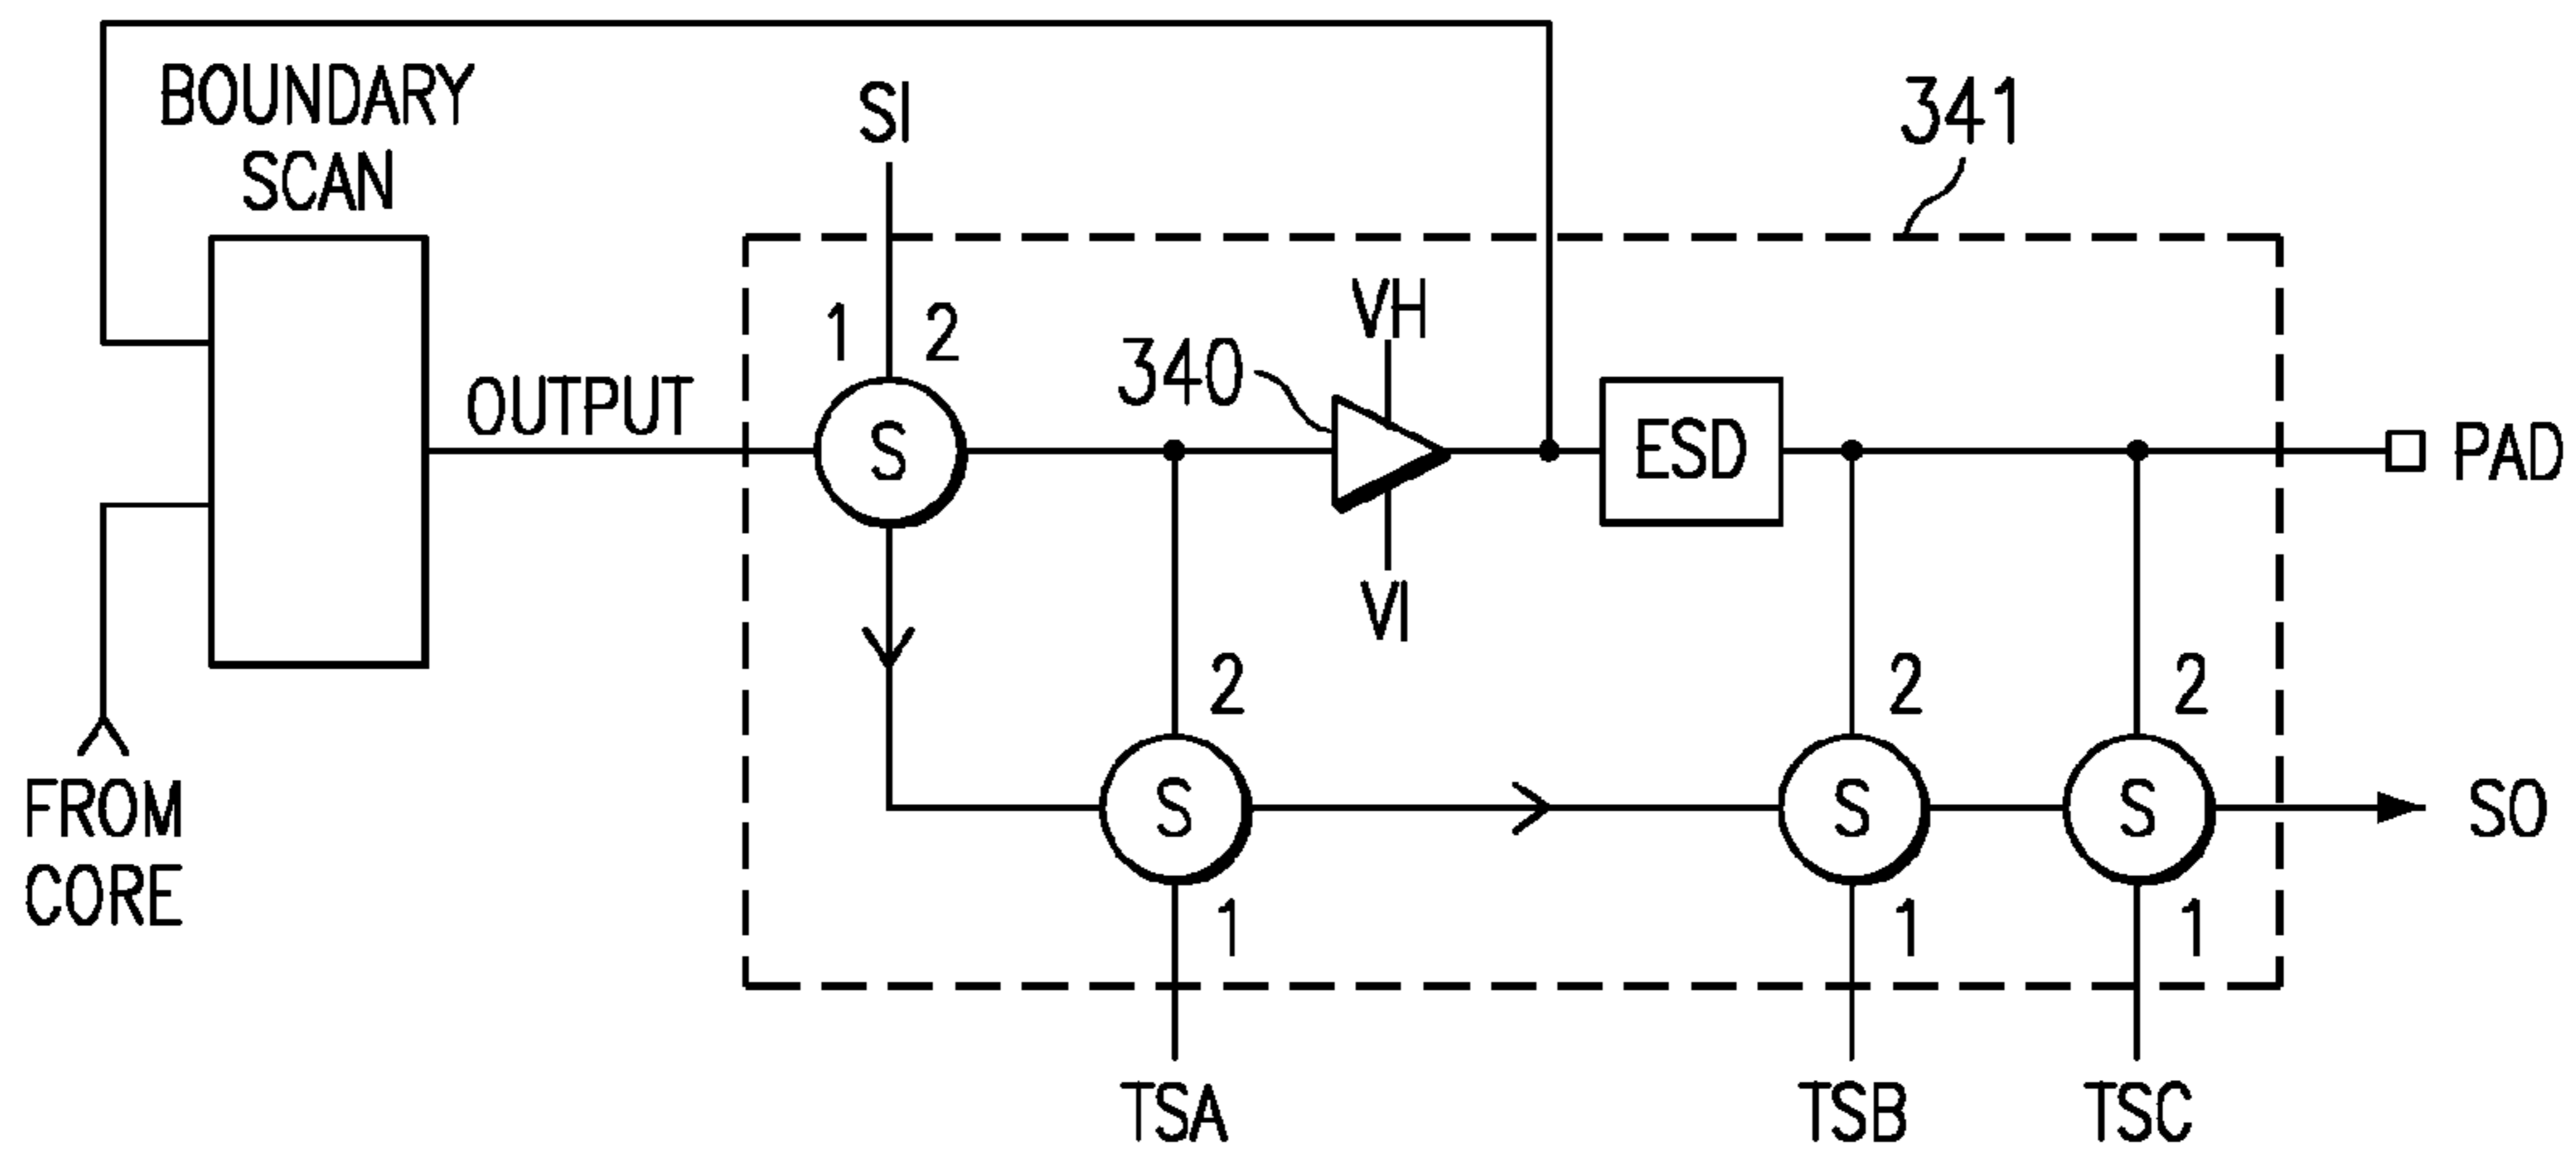 BOUNDARY
SCAN
SI
341
1
2
VH
340
OUTPUT
S
ESD
PAD
VI
2
2
2
S
S
S
SO
FROM
CORE
1
1
1
TSA
TSB
TSC